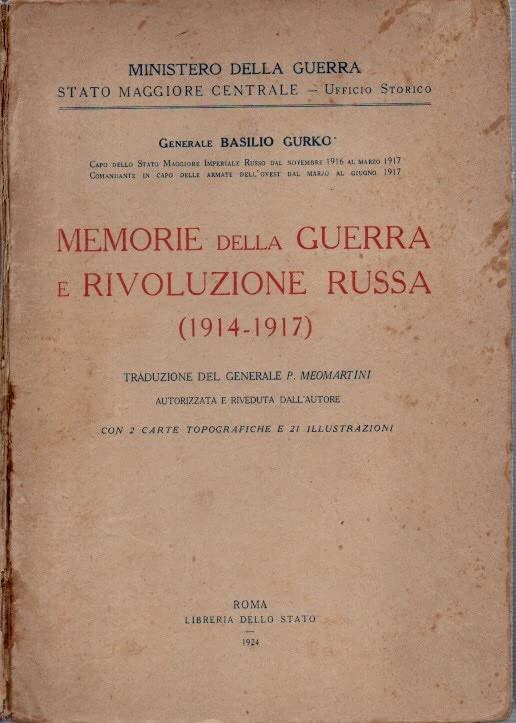 MINISTERO DELLA GUERRA
STATO MAGGIORE CENTRALE — UFFICIO STORICO
GENERALE BASILIO GURKO
CAPO DELLO STATO MAGGIORE IMPERIALE RUSSO DAL NOVEMBRE 1916 AL MARZO 1917
COMANDANTE IN CAPO DELLE ARMATE DELL'OVEST DAL MARZO AL GIUGNO 1917
MEMORIE DELLA GUERRA
E RIVOLUZIONE RUSSA
(1914-1917)
TRADUZIONE DEL GENERALE P. MEOMARTINI
AUTORIZZATA E RIVEDUTA DALL'AUTORE
CON 2 CARTE TOPOGRAFICHE E 21 ILLUSTRAZIONI
ROMA
LIBRERIA DELLO STATO
—
1924